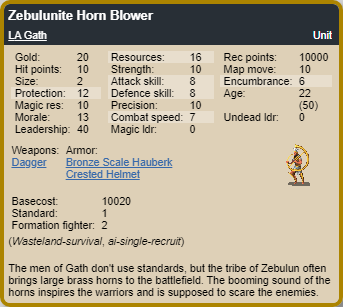 Zebulunite Horn Blower
LA Gath Unit
Gold: 20 Resources: 16 Rec points: 10000
Hit points: 10 Strength: 10 Map move: 10
Size: 2 Attack skill: 8 Encumbrance: 6
Protection: 12 Defence skill: 8 Age: 22
Magic res: 10 Precision: 10 (50)
Morale: 13 Combat speed: 7 Undead ldr: 0
Leadership: 40 Magic ldr: 0
Weapons: Armor:
Dagger Bronze Scale Hauberk
Crested Helmet
Basecost: 10020
Standard: 1
Formation fighter: 2
(Wasteland-survival, ai-single-recruit)
The men of Gath don't use standards, but the tribe of Zebulun often
brings large brass horns to the battlefield. The booming sound of the
horns inspires the warriors and is supposed to scare the enemies.